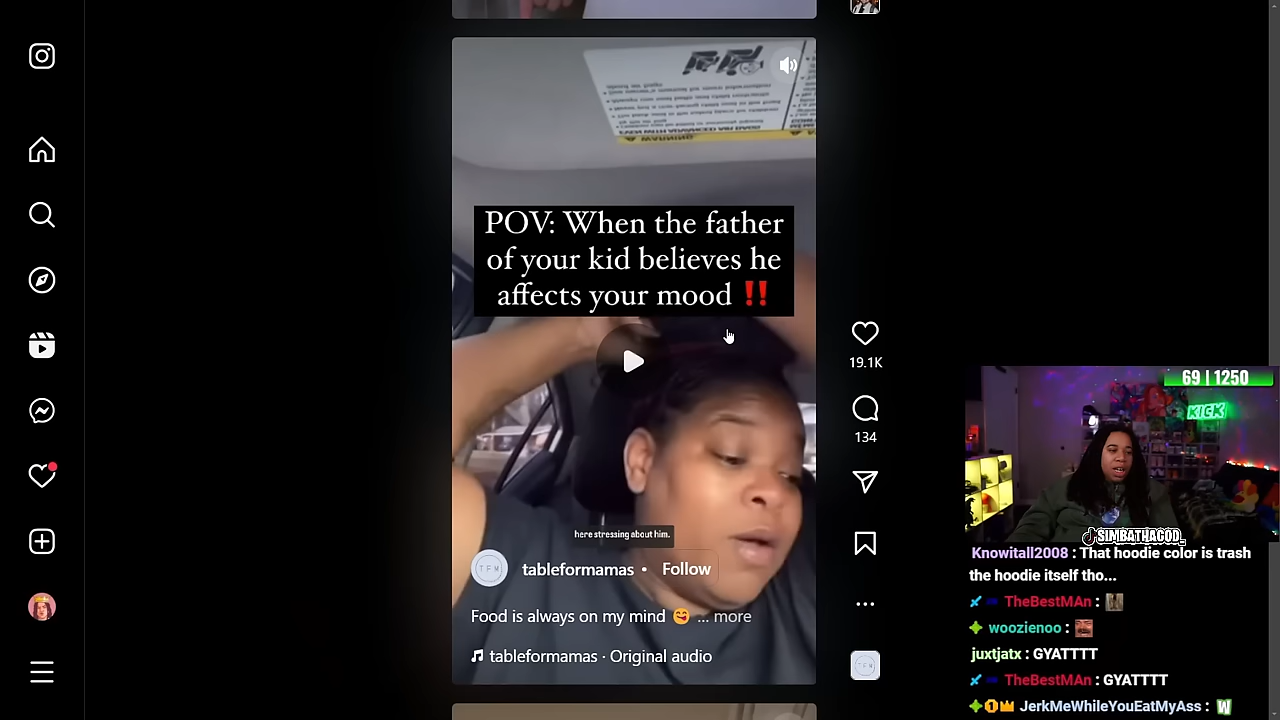 POV: When the father
of your kid believes he
affects your mood ‼️
here stressing about him.
TFM
tableformamas • Follow
Food is always on my mind 😋 ... more
tableformamas · Original audio
19.1K
134
69 | 1250
KICK
SIMBATHAGOD_
Knowitall2008 : That hoodie color is trash
the hoodie itself tho...
TheBestMAn :
woozienoo :
juxtjatx : GYATTTT
TheBestMAn : GYATTTT
JerkMeWhileYouEatMyAss : W